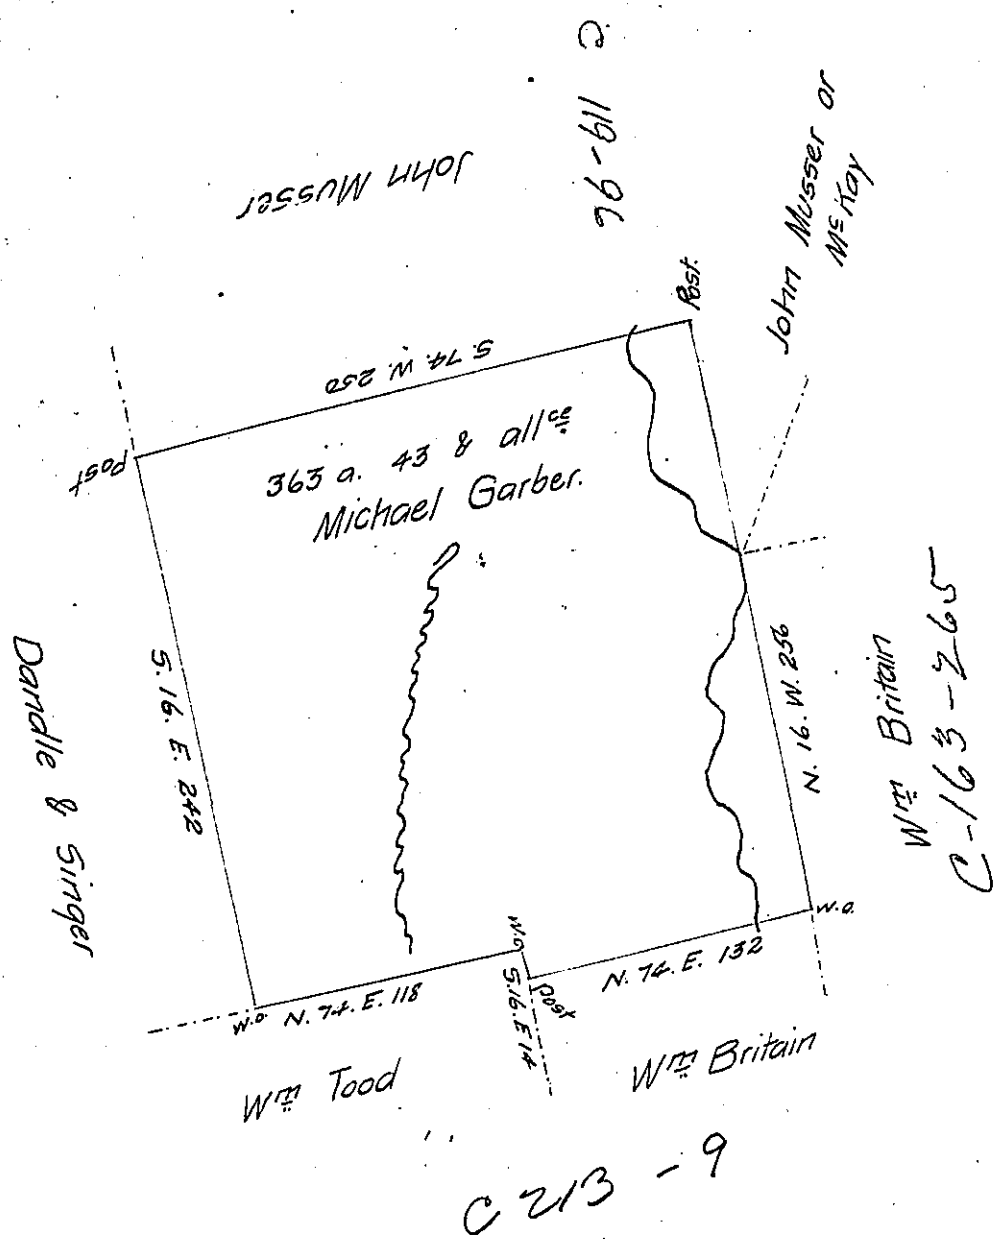 C 119-96
John Musser
John Musser or
McKay
Post.
S. 74. W. 250
Post
363 a. 43 & allce
Michael Garber.
S. 16. E. 242
Dandle & Singer
N. 16. W. 256
Wm Britain
C-163-265
W.O.
W.O.
N. 74. E. 132
Post
S. 16. E 14
N. 74. E. 118
W.O.
Wm Tood
Wm Britain
C 213-9